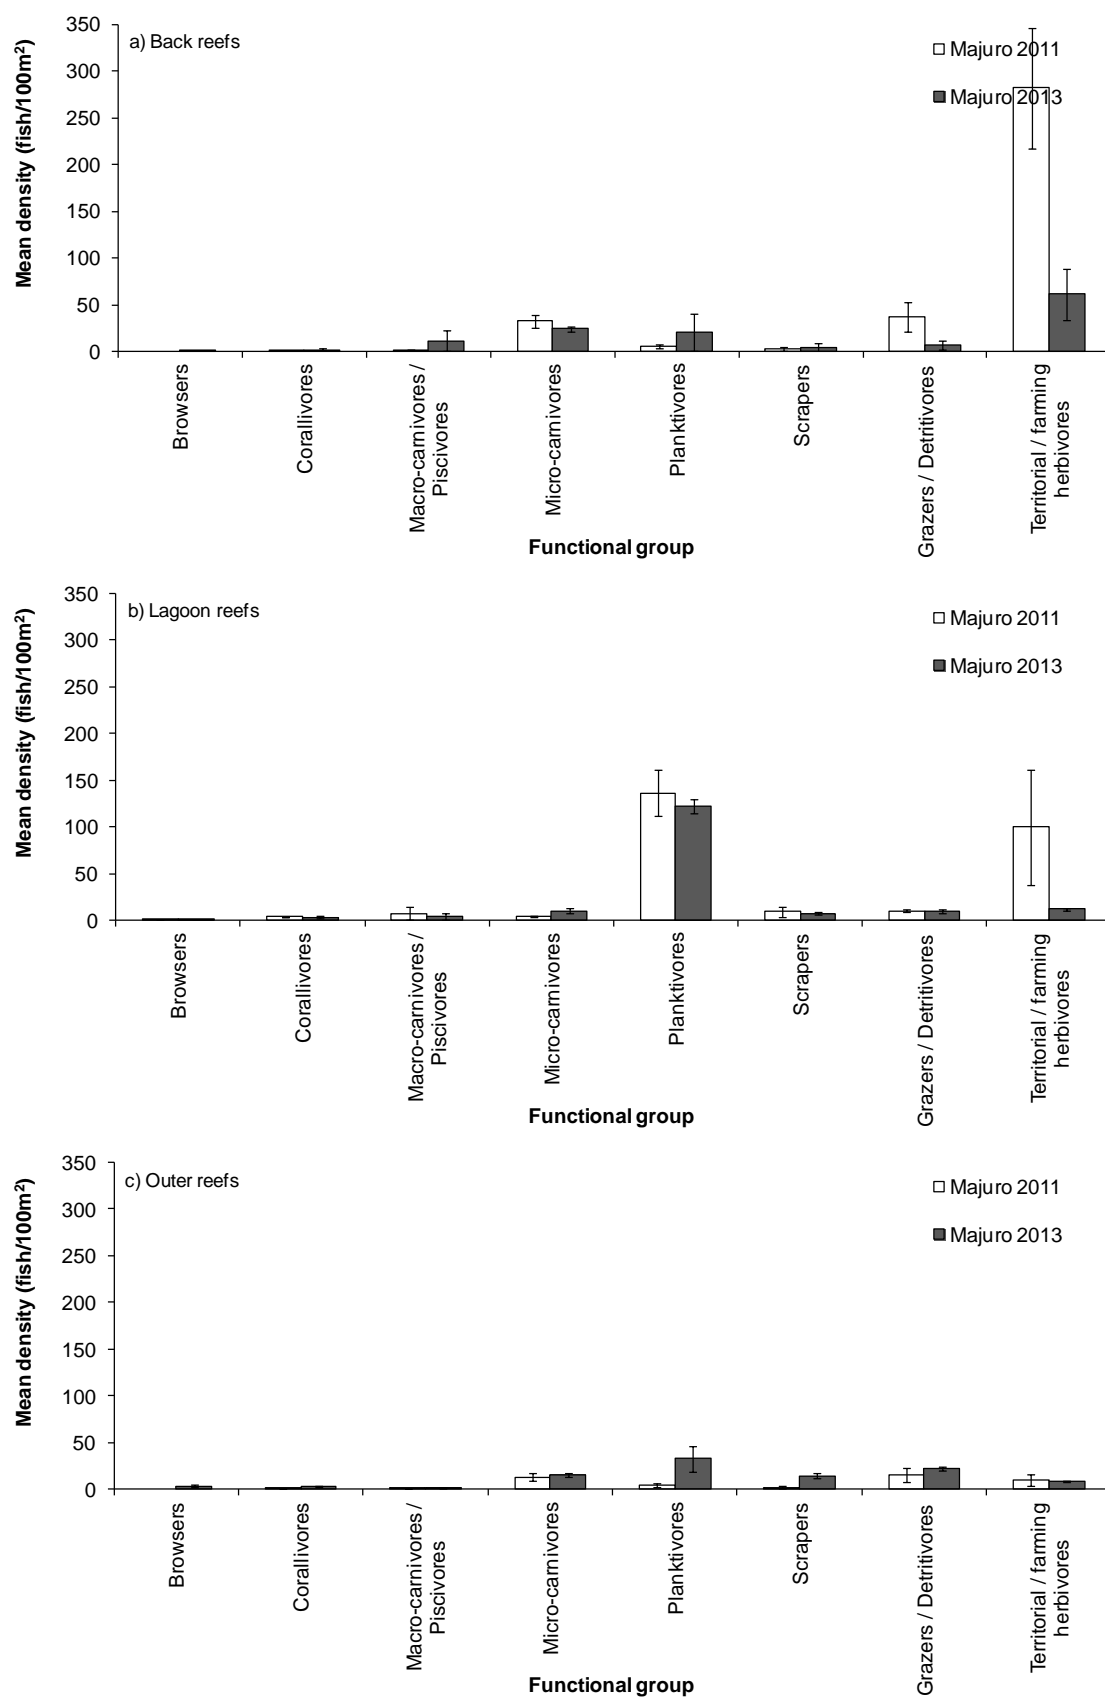 a) Back reefs
Majuro 2011
Majuro 2013
Mean density (fish/100m²)
350
300
250
200
150
100
50
0
Browsers
Corallivores
Macro-carnivores /
Piscivores
Micro-carnivores
Planktivores
Scrapers
Grazers / Detritivores
Territorial / farming
herbivores
Functional group
b) Lagoon reefs
Majuro 2011
Majuro 2013
Mean density (fish/100m²)
350
300
250
200
150
100
50
0
Browsers
Corallivores
Macro-carnivores /
Piscivores
Micro-carnivores
Planktivores
Scrapers
Grazers / Detritivores
Territorial / farming
herbivores
Functional group
c) Outer reefs
Majuro 2011
Majuro 2013
Mean density (fish/100m²)
350
300
250
200
150
100
50
0
Browsers
Corallivores
Macro-carnivores /
Piscivores
Micro-carnivores
Planktivores
Scrapers
Grazers / Detritivores
Territorial / farming
herbivores
Functional group